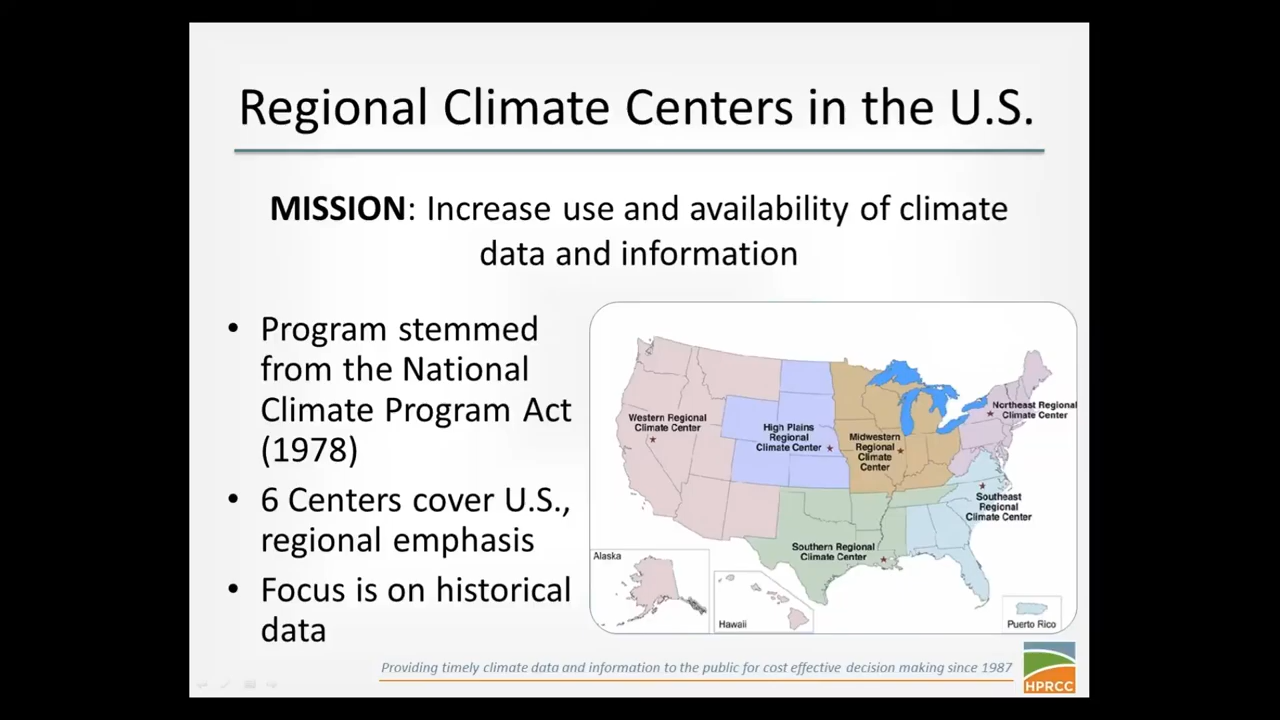 Regional Climate Centers in the U.S.
MISSION: Increase use and availability of climate
data and information
• Program stemmed
from the National
Climate Program Act
(1978)
• 6 Centers cover U.S.,
regional emphasis
• Focus is on historical
data
Western Regional
Climate Center
High Plains
Regional
Climate Center
Midwestern
Regional
Climate
Center
Northeast Regional
Climate Center
Southeast
Regional
Climate Center
Southern Regional
Climate Center
Alaska
Hawaii
Puerto Rico
Providing timely climate data and information to the public for cost effective decision making since 1987
HPRCC